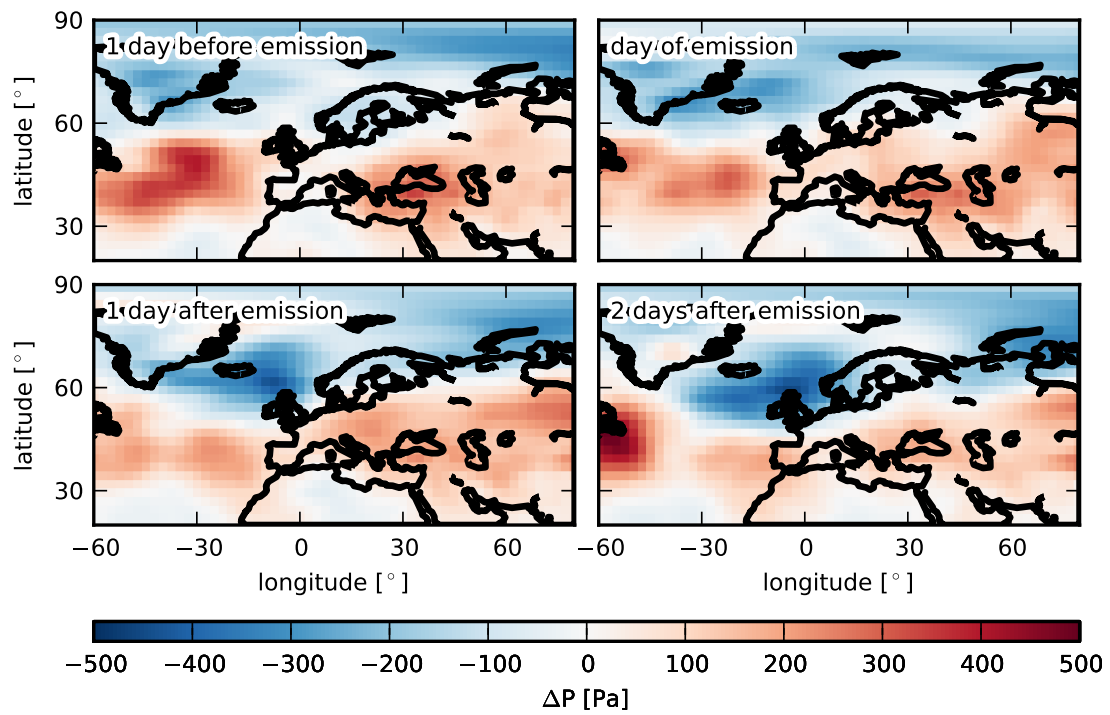 90
1 day before emission
day of emission
latitude [°]
60
30
90
1 day after emission
2 days after emission
latitude [°]
60
30
−60 −30 0 30 60 −60 −30 0 30 60
longitude [°] longitude [°]
−500 −400 −300 −200 −100 0 100 200 300 400 500
ΔP [Pa]